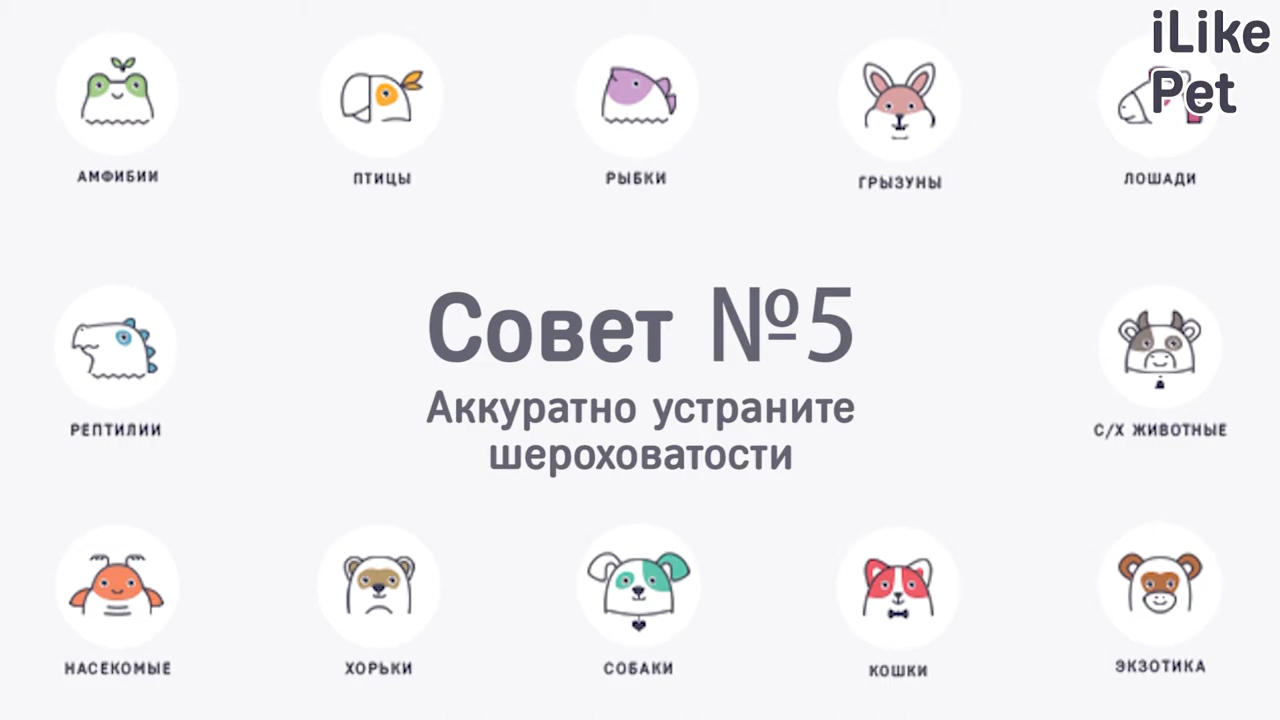 iLike
Pet
АМФИБИИ
ПТИЦЫ
РЫБКИ
ГРЫЗУНЫ
ЛОШАДИ
Совет №5
Аккуратно устраните
шероховатости
РЕПТИЛИИ
С/Х ЖИВОТНЫЕ
НАСЕКОМЫЕ
ХОРЬКИ
СОБАКИ
КОШКИ
ЭКЗОТИКА